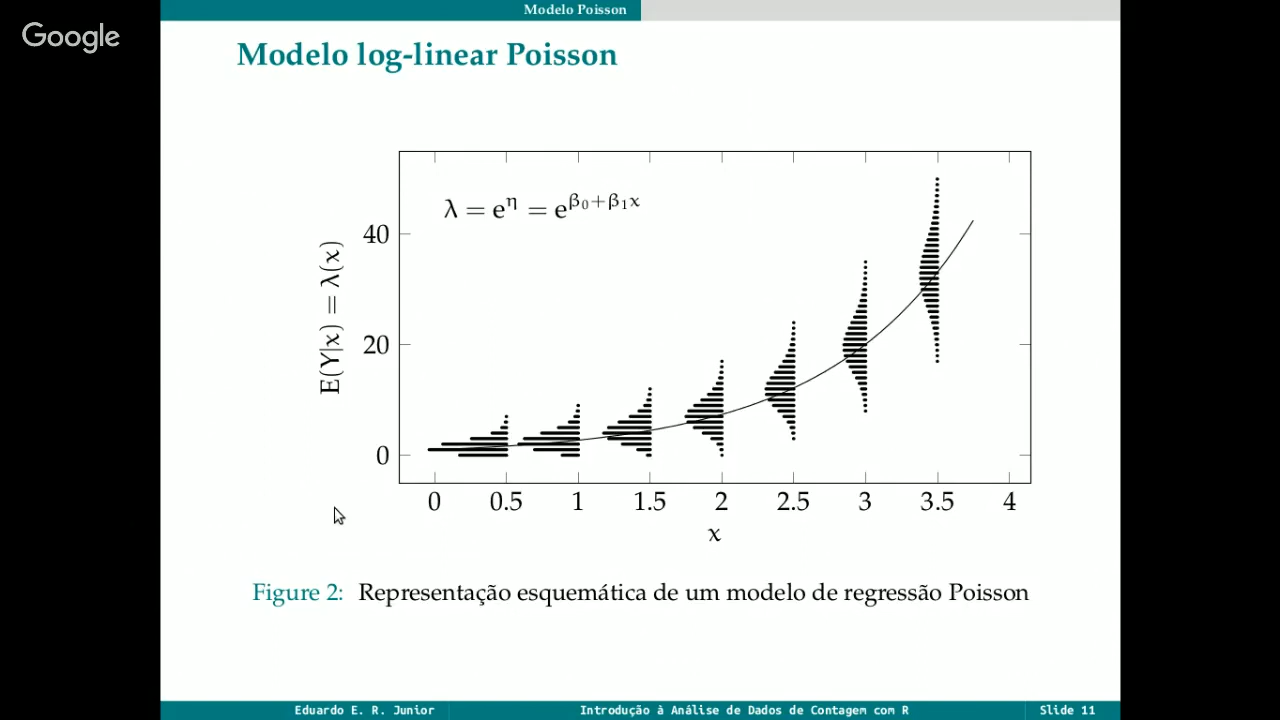 Modelo Poisson
Google
Modelo log-linear Poisson
λ = e^η = e^{β₀+β₁x}
E(Y|x) = λ(x)
40
20
0
0 0.5 1 1.5 2 2.5 3 3.5 4
x
Figure 2: Representação esquemática de um modelo de regressão Poisson
Eduardo E. R. Junior Introdução à Análise de Dados de Contagem com R Slide 11